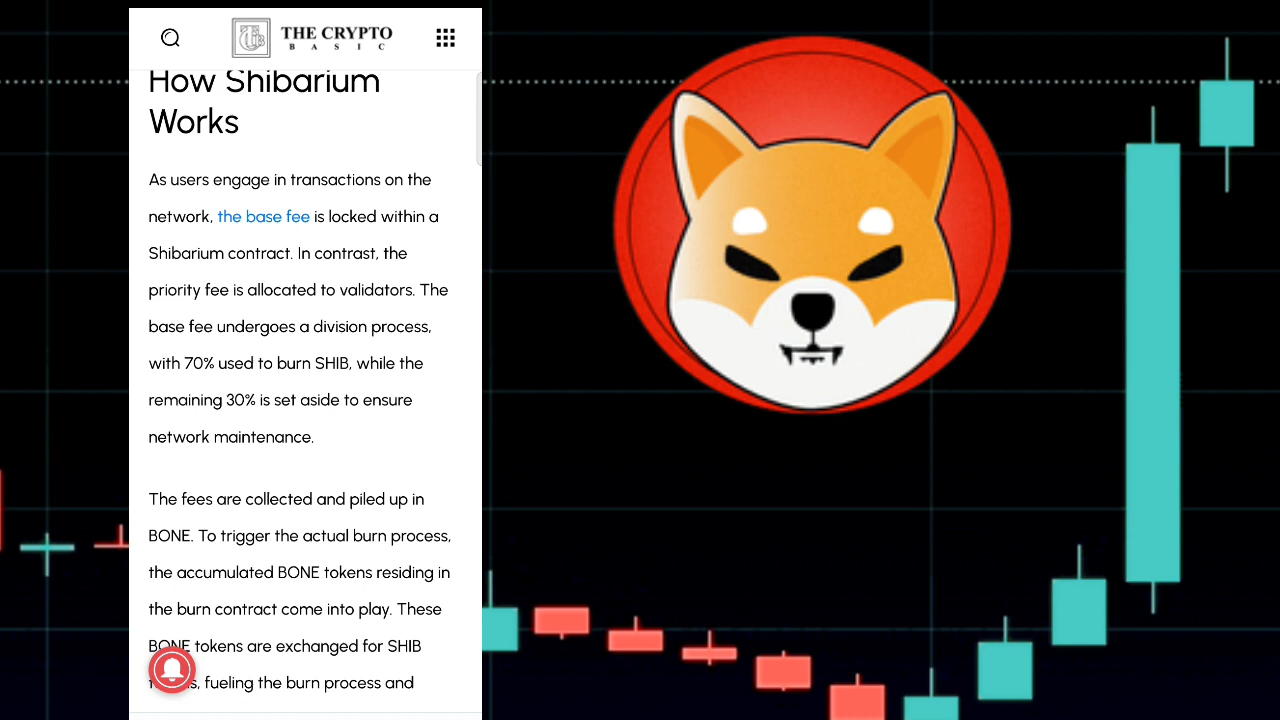 THE CRYPTO
BASIC
How Shibarium
Works
As users engage in transactions on the
network, the base fee is locked within a
Shibarium contract. In contrast, the
priority fee is allocated to validators. The
base fee undergoes a division process,
with 70% used to burn SHIB, while the
remaining 30% is set aside to ensure
network maintenance.
The fees are collected and piled up in
BONE. To trigger the actual burn process,
the accumulated BONE tokens residing in
the burn contract come into play. These
BONE tokens are exchanged for SHIB
fueling the burn process and